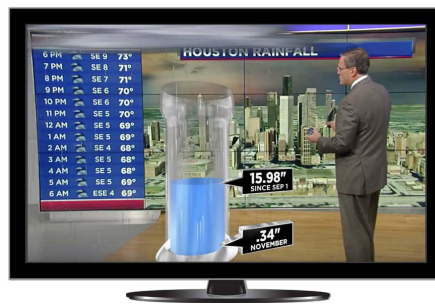 HOUSTON RAINFALL
6 PM SE 9 73°
7 PM SE 8 71°
8 PM SE 7 71°
9 PM SE 6 70°
10 PM SE 6 70°
11 PM SE 5 70°
12 AM SE 5 69°
1 AM SE 5 69°
2 AM SE 4 68°
3 AM SE 5 68°
4 AM SE 5 68°
5 AM SE 5 69°
6 AM ESE 4 69°
15.98"
SINCE SEP 1
.34"
NOVEMBER